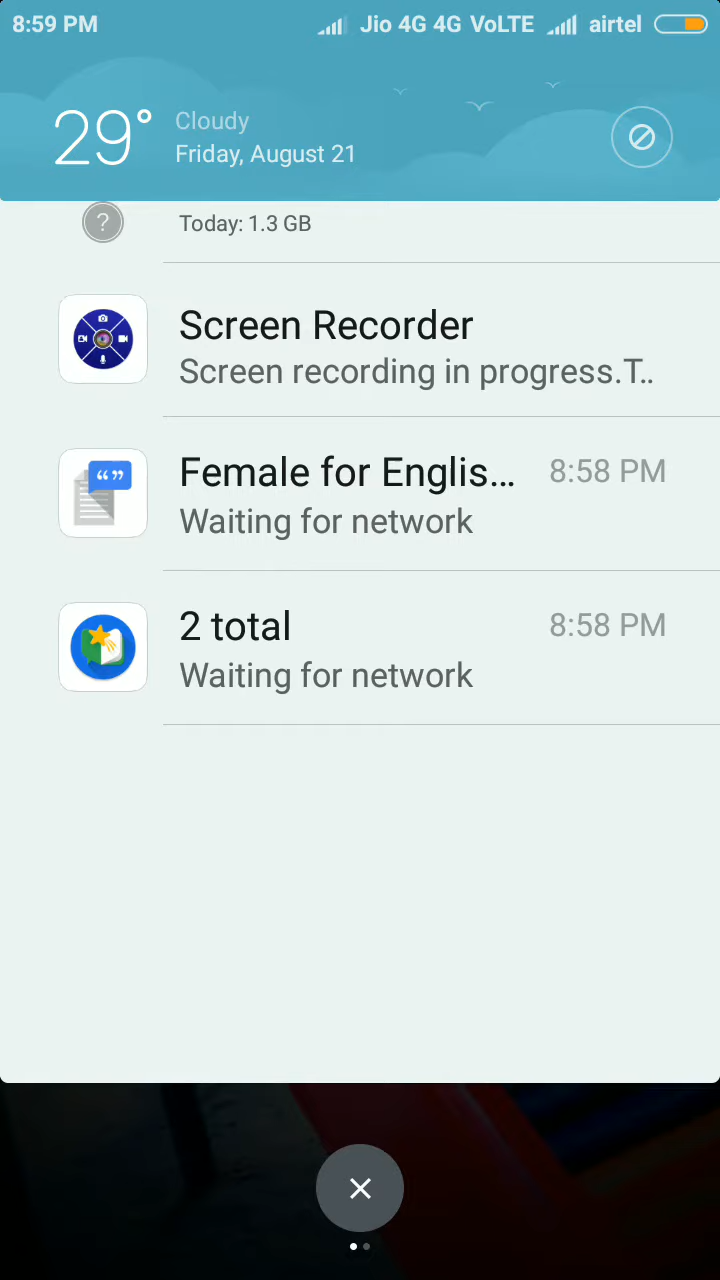 8:59 PM Jio 4G 4G VoLTE airtel
29° Cloudy
Friday, August 21
? Today: 1.3 GB
Screen Recorder
Screen recording in progress.T..
Female for Englis... 8:58 PM
Waiting for network
2 total 8:58 PM
Waiting for network